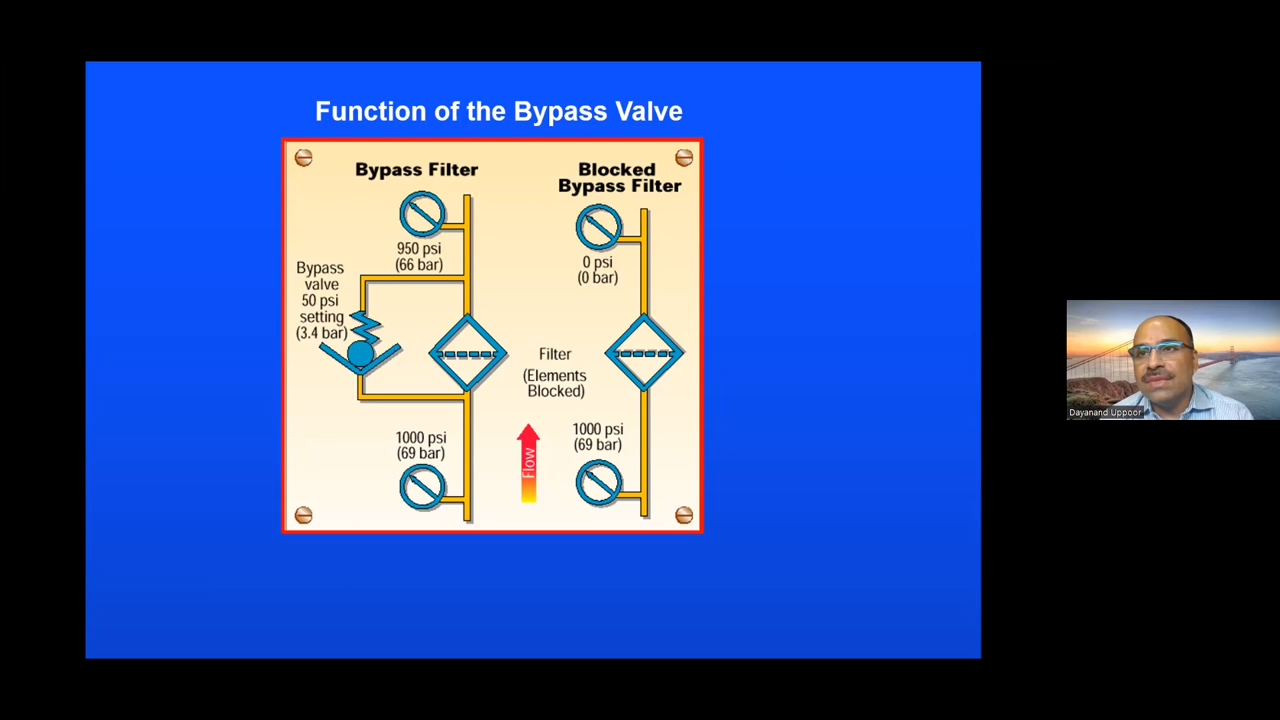 Function of the Bypass Valve
Bypass Filter
950 psi
(66 bar)
Bypass
valve
50 psi
setting
(3.4 bar)
1000 psi
(69 bar)
Filter
(Elements
Blocked)
Flow
Blocked
Bypass Filter
0 psi
(0 bar)
1000 psi
(69 bar)
Dayanand Uppoor